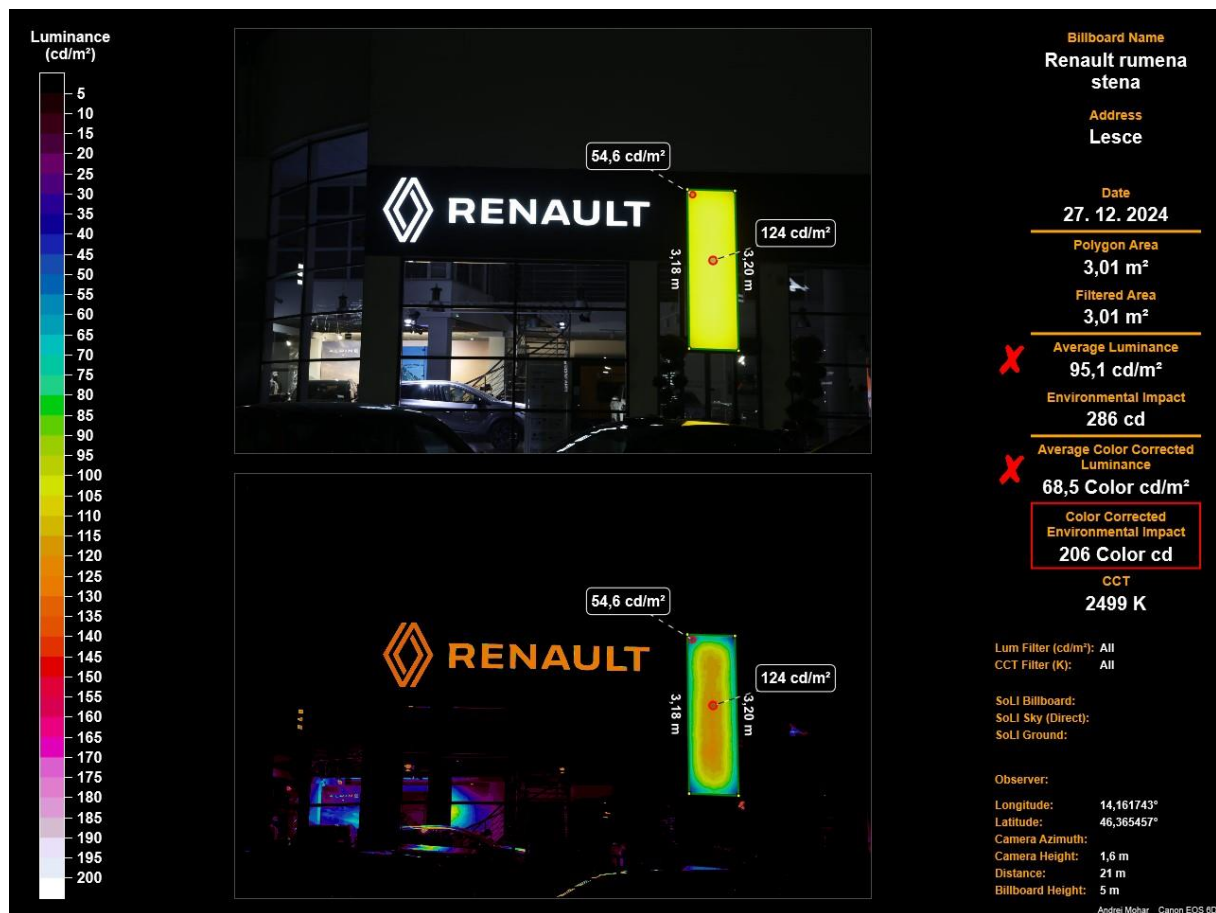 Luminance
(cd/m²)
5
10
15
20
25
30
35
40
45
50
55
60
65
70
75
80
85
90
95
100
105
110
115
120
125
130
135
140
145
150
155
160
165
170
175
180
185
190
195
200
54,6 cd/m²
RENAULT
124 cd/m²
3,18 m
3,20 m
54,6 cd/m²
RENAULT
124 cd/m²
3,18 m
3,20 m
Billboard Name
Renault rumena
stena
Address
Lesce
Date
27. 12. 2024
Polygon Area
3,01 m²
Filtered Area
3,01 m²
Average Luminance
95,1 cd/m²
Environmental Impact
286 cd
Average Color Corrected
Luminance
68,5 Color cd/m²
Color Corrected
Environmental Impact
206 Color cd
CCT
2499 K
Lum Filter (cd/m²): All
CCT Filter (K): All
SoLI Billboard:
SoLI Sky (Direct):
SoLI Ground:
Observer:
Longitude: 14,161743°
Latitude: 46,365457°
Camera Azimuth:
Camera Height: 1,6 m
Distance: 21 m
Billboard Height: 5 m
Andrej Mohar Canon EOS 6D